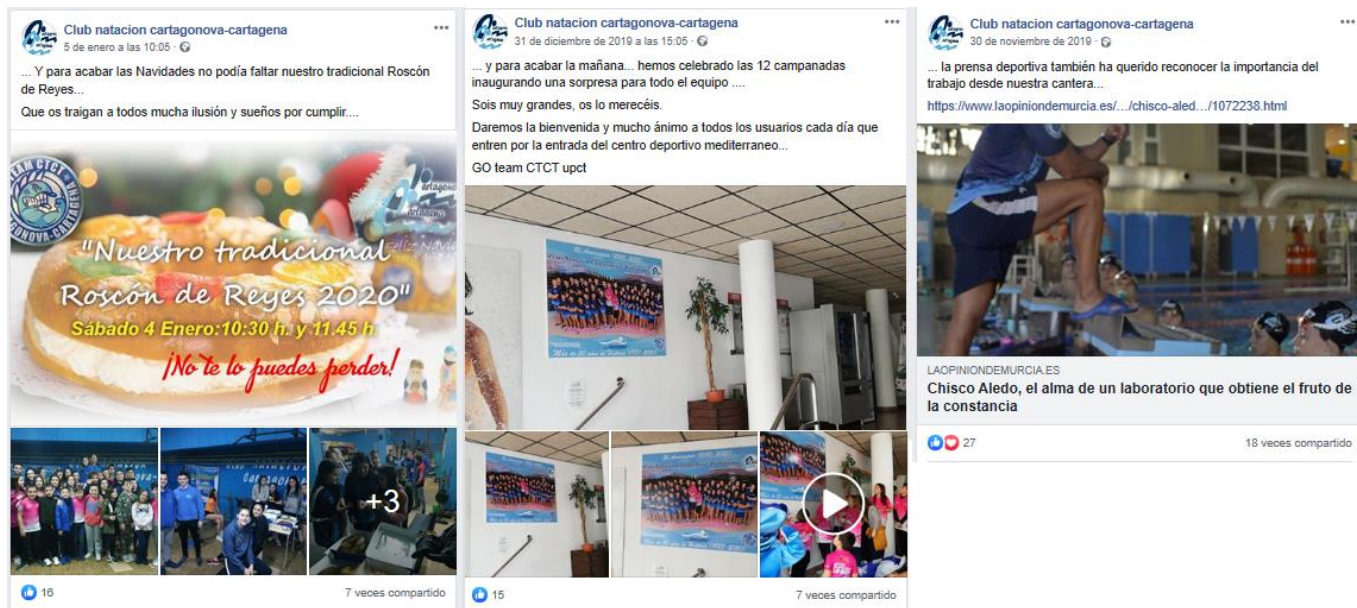 Club natacion cartagonova-cartagena
5 de enero a las 10:05 ·
... Y para acabar las Navidades no podía faltar nuestro tradicional Roscón
de Reyes...
Que os traigan a todos mucha ilusión y sueños por cumplir....
TEAM CTCT
"Nuestro tradicional
Roscón de Reyes 2020"
Sábado 4 Enero:10:30 h. y 11.45 h.
¡No te lo puedes perder!
+3
16
7 veces compartido
Club natacion cartagonova-cartagena
31 de diciembre de 2019 a las 15:05 ·
... y para acabar la mañana... hemos celebrado las 12 campanadas
inaugurando una sorpresa para todo el equipo ....
Sois muy grandes, os lo merecéis.
Daremos la bienvenida y mucho ánimo a todos los usuarios cada día que
entren por la entrada del centro deportivo mediterraneo...
GO team CTCT upct
15
7 veces compartido
Club natacion cartagonova-cartagena
30 de noviembre de 2019 ·
... la prensa deportiva también ha querido reconocer la importancia del
trabajo desde nuestra cantera...
https://www.laopiniondemurcia.es/.../chisco-aled.../1072238.html
LAOPINIONDEMURCIA.ES
Chisco Aledo, el alma de un laboratorio que obtiene el fruto de
la constancia
27
18 veces compartido